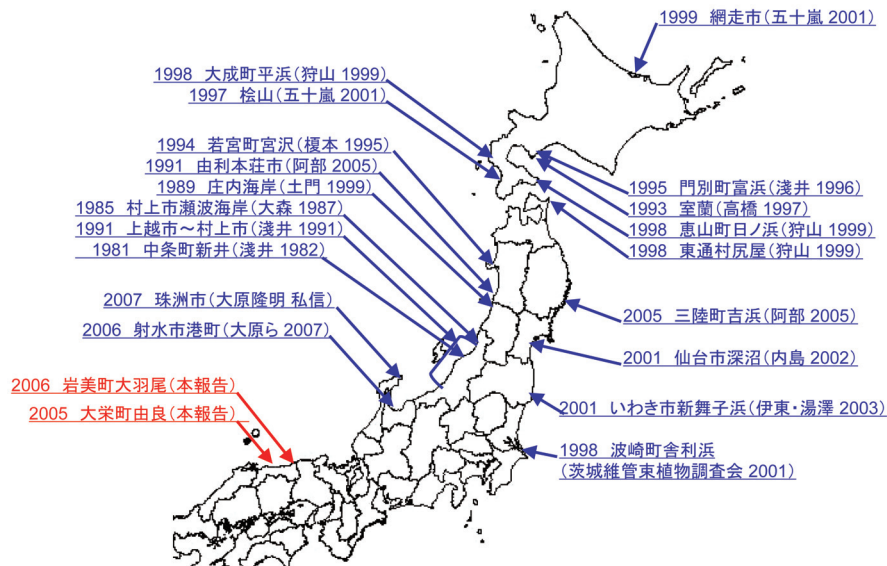 1999 網走市(五十嵐 2001)
1998 大成町平浜(狩山 1999)
1997 桧山(五十嵐 2001)
1994 若宮町宮沢(榎本 1995)
1991 由利本荘市(阿部 2005)
1989 庄内海岸(土門 1999)
1985 村上市瀬波海岸(大森 1987)
1991 上越市～村上市(淺井 1991)
1981 中条町新井(淺井 1982)
2007 珠洲市(大原隆明 私信)
2006 射水市港町(大原ら 2007)
2006 岩美町大羽尾(本報告)
2005 大栄町由良(本報告)
1995 門別町富浜(淺井 1996)
1993 室蘭(高橋 1997)
1998 恵山町日ノ浜(狩山 1999)
1998 東通村尻屋(狩山 1999)
2005 三陸町吉浜(阿部 2005)
2001 仙台市深沼(内島 2002)
2001 いわき市新舞子浜(伊東・湯澤 2003)
1998 波崎町舎利浜
(茨城維管束植物調査会 2001)